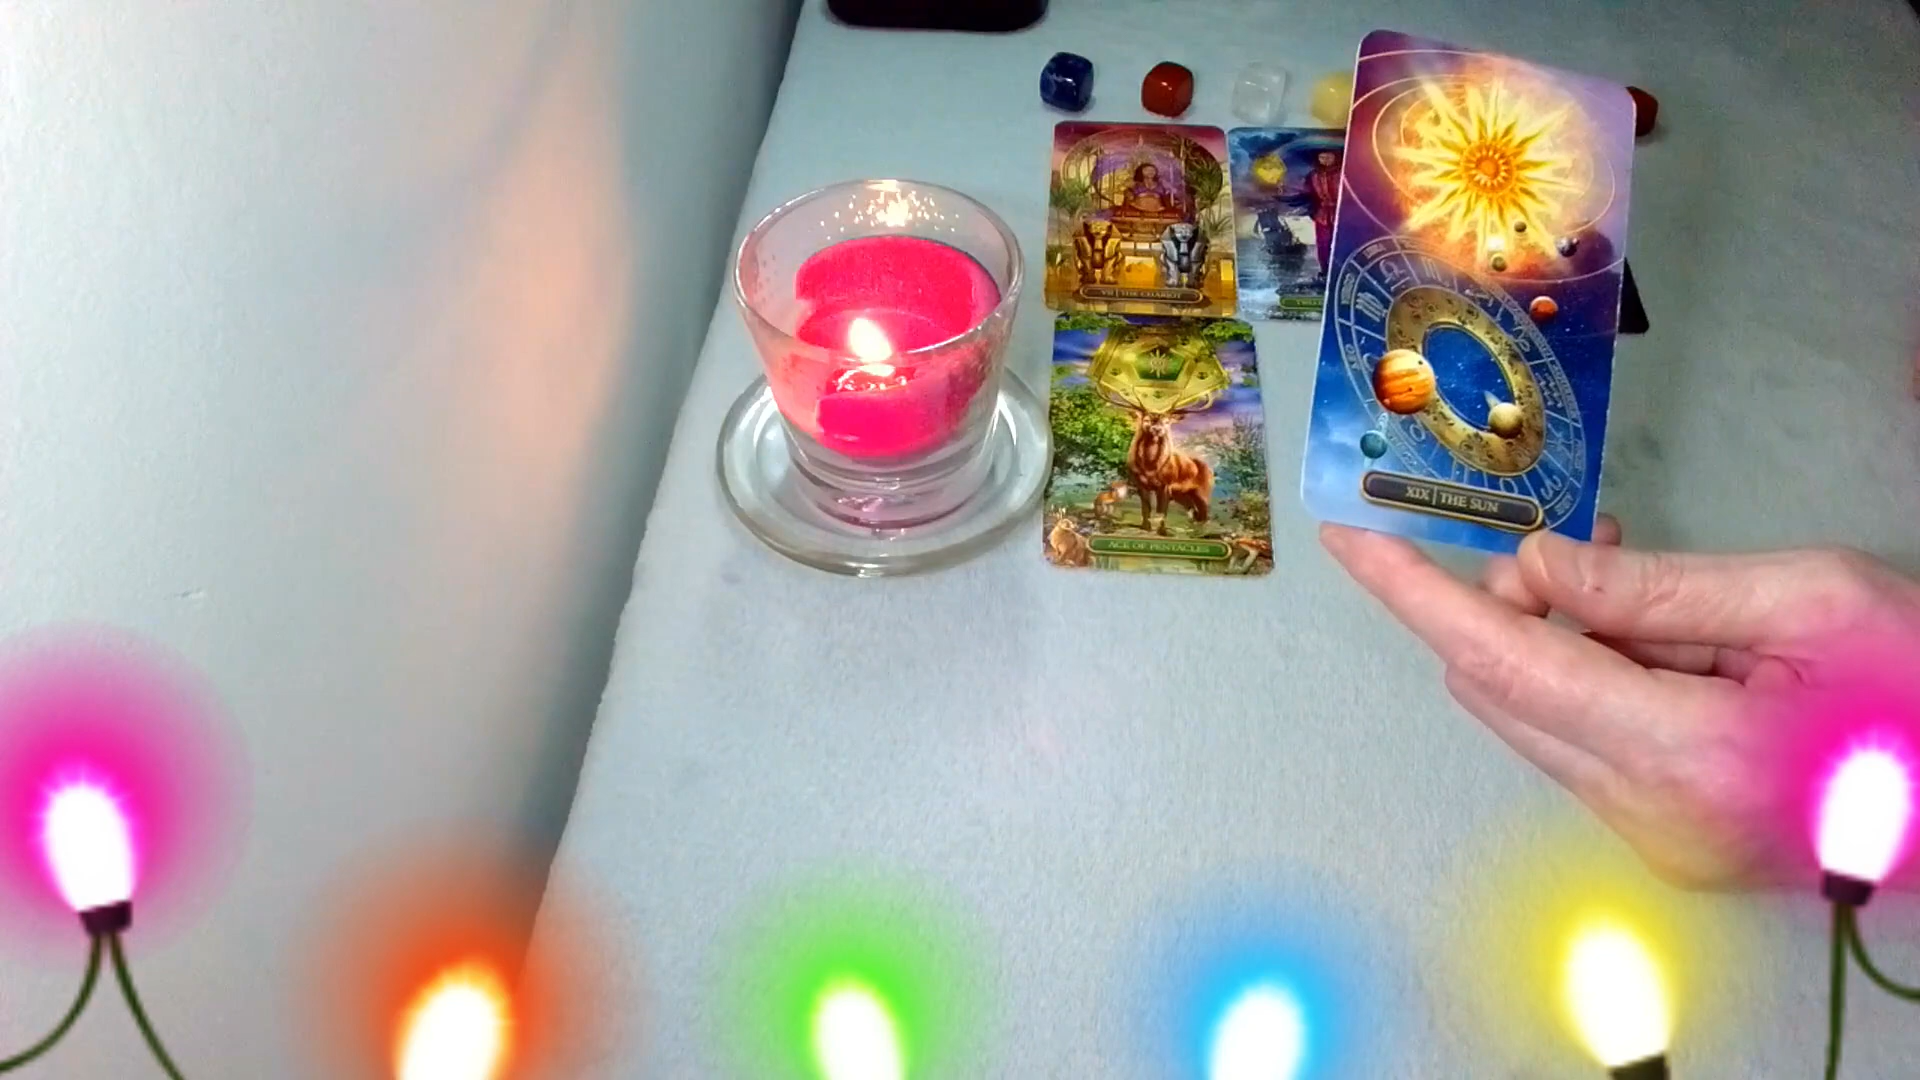 VII | THE CHARIOT
XIX | THE SUN
ACE OF PENTACLES